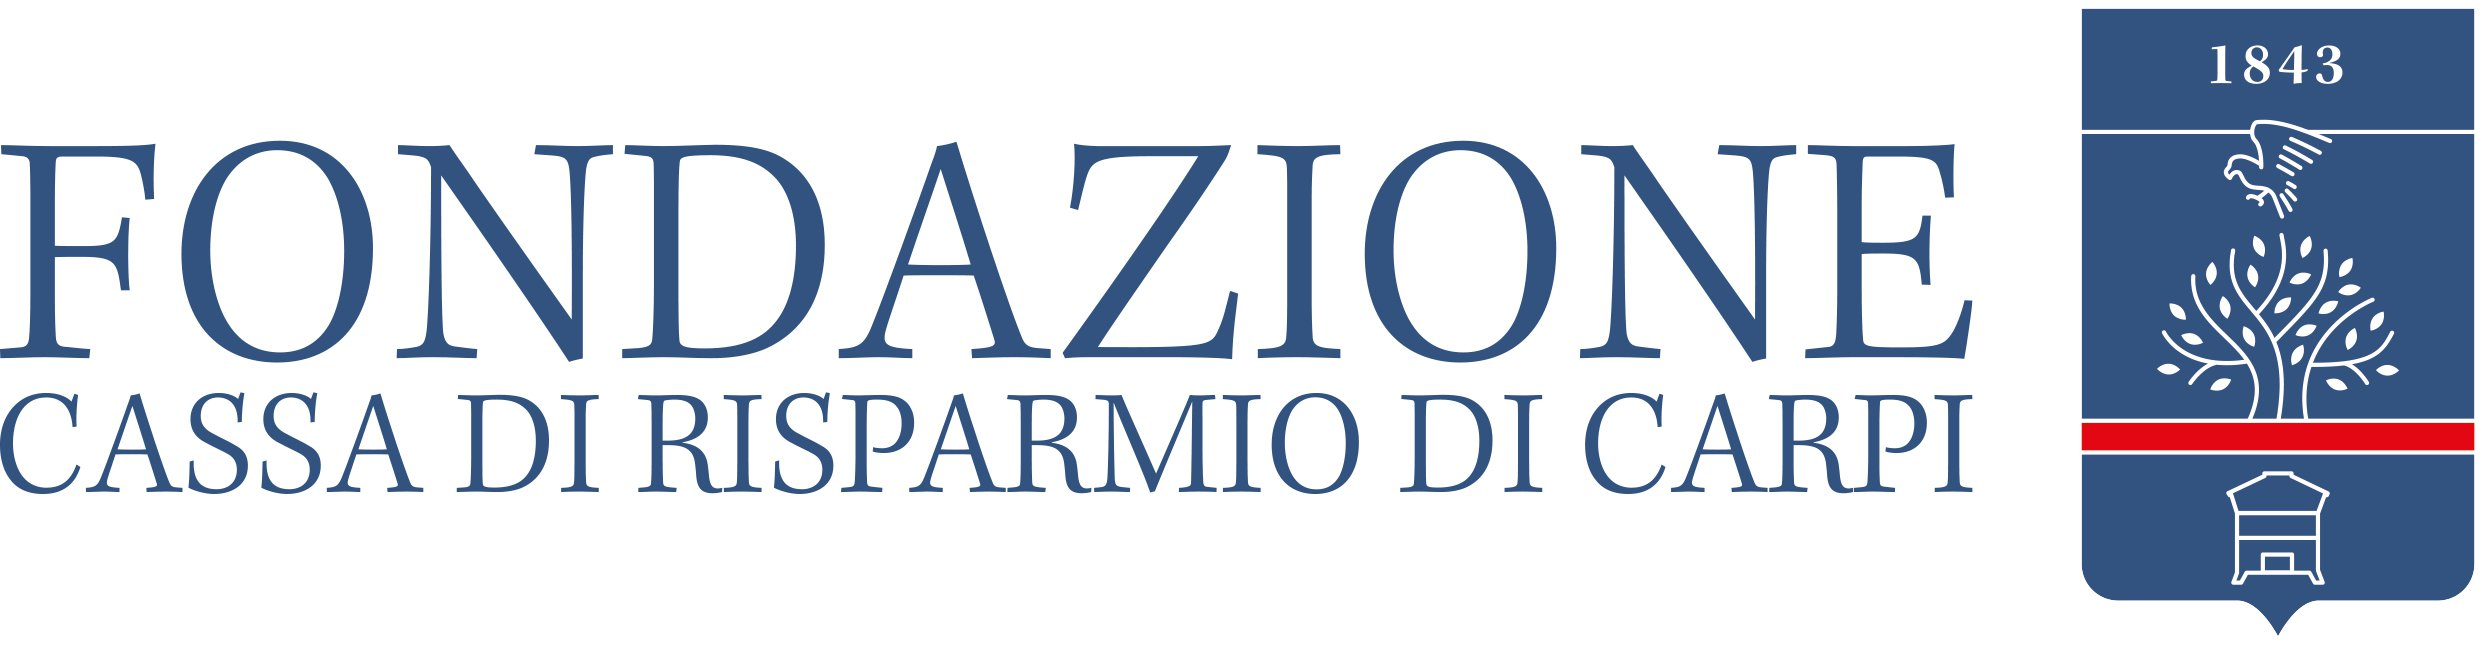 FONDAZIONE
CASSA DI RISPARMIO DI CARPI
1843